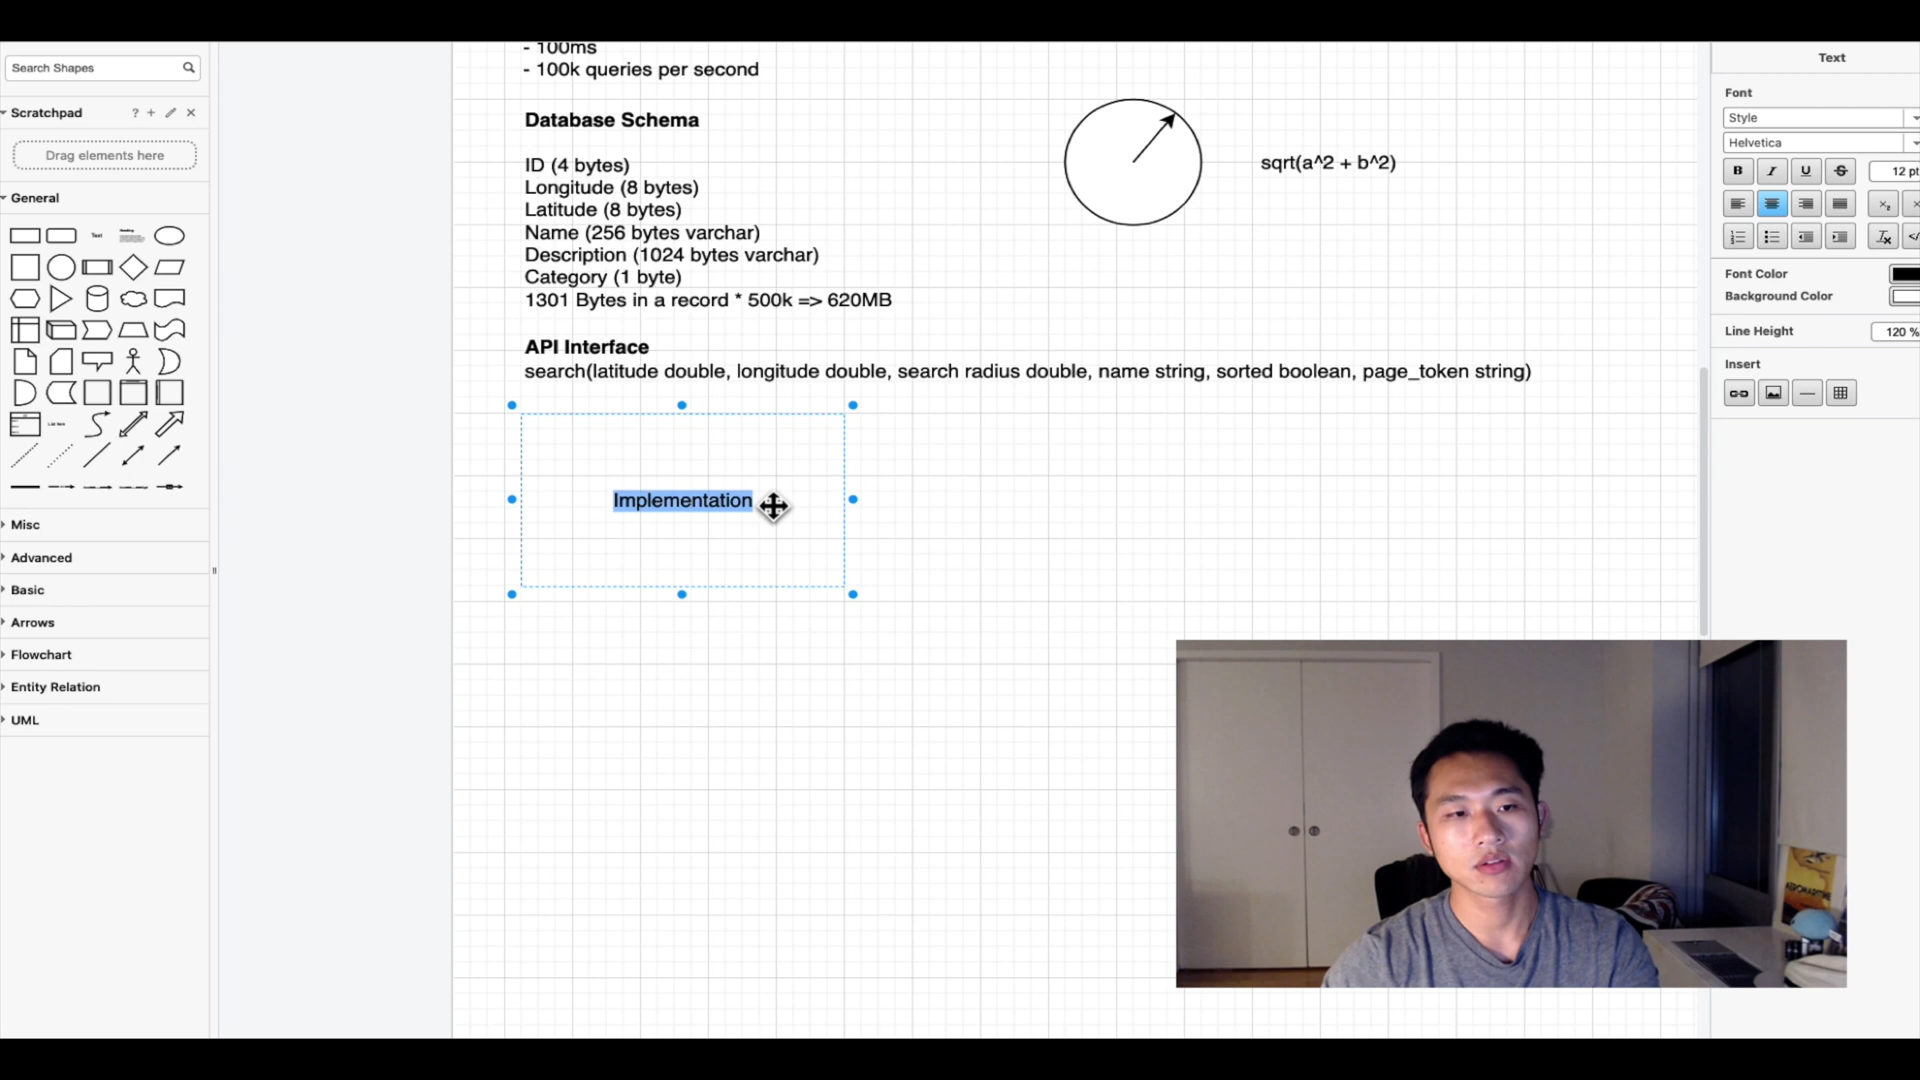 - 100ms
- 100k queries per second
Database Schema
ID (4 bytes)
Longitude (8 bytes)
Latitude (8 bytes)
Name (256 bytes varchar)
Description (1024 bytes varchar)
Category (1 byte)
1301 Bytes in a record * 500k => 620MB
sqrt(a^2 + b^2)
API Interface
search(latitude double, longitude double, search radius double, name string, sorted boolean, page_token string)
Implementation
Search Shapes
Scratchpad
? + ×
Drag elements here
General
Text
Heading
List Item
Misc
Advanced
Basic
Arrows
Flowchart
Entity Relation
UML
Text
Font
Style
Helvetica
B I U S 12 pt
Font Color
Background Color
Line Height 120 %
Insert